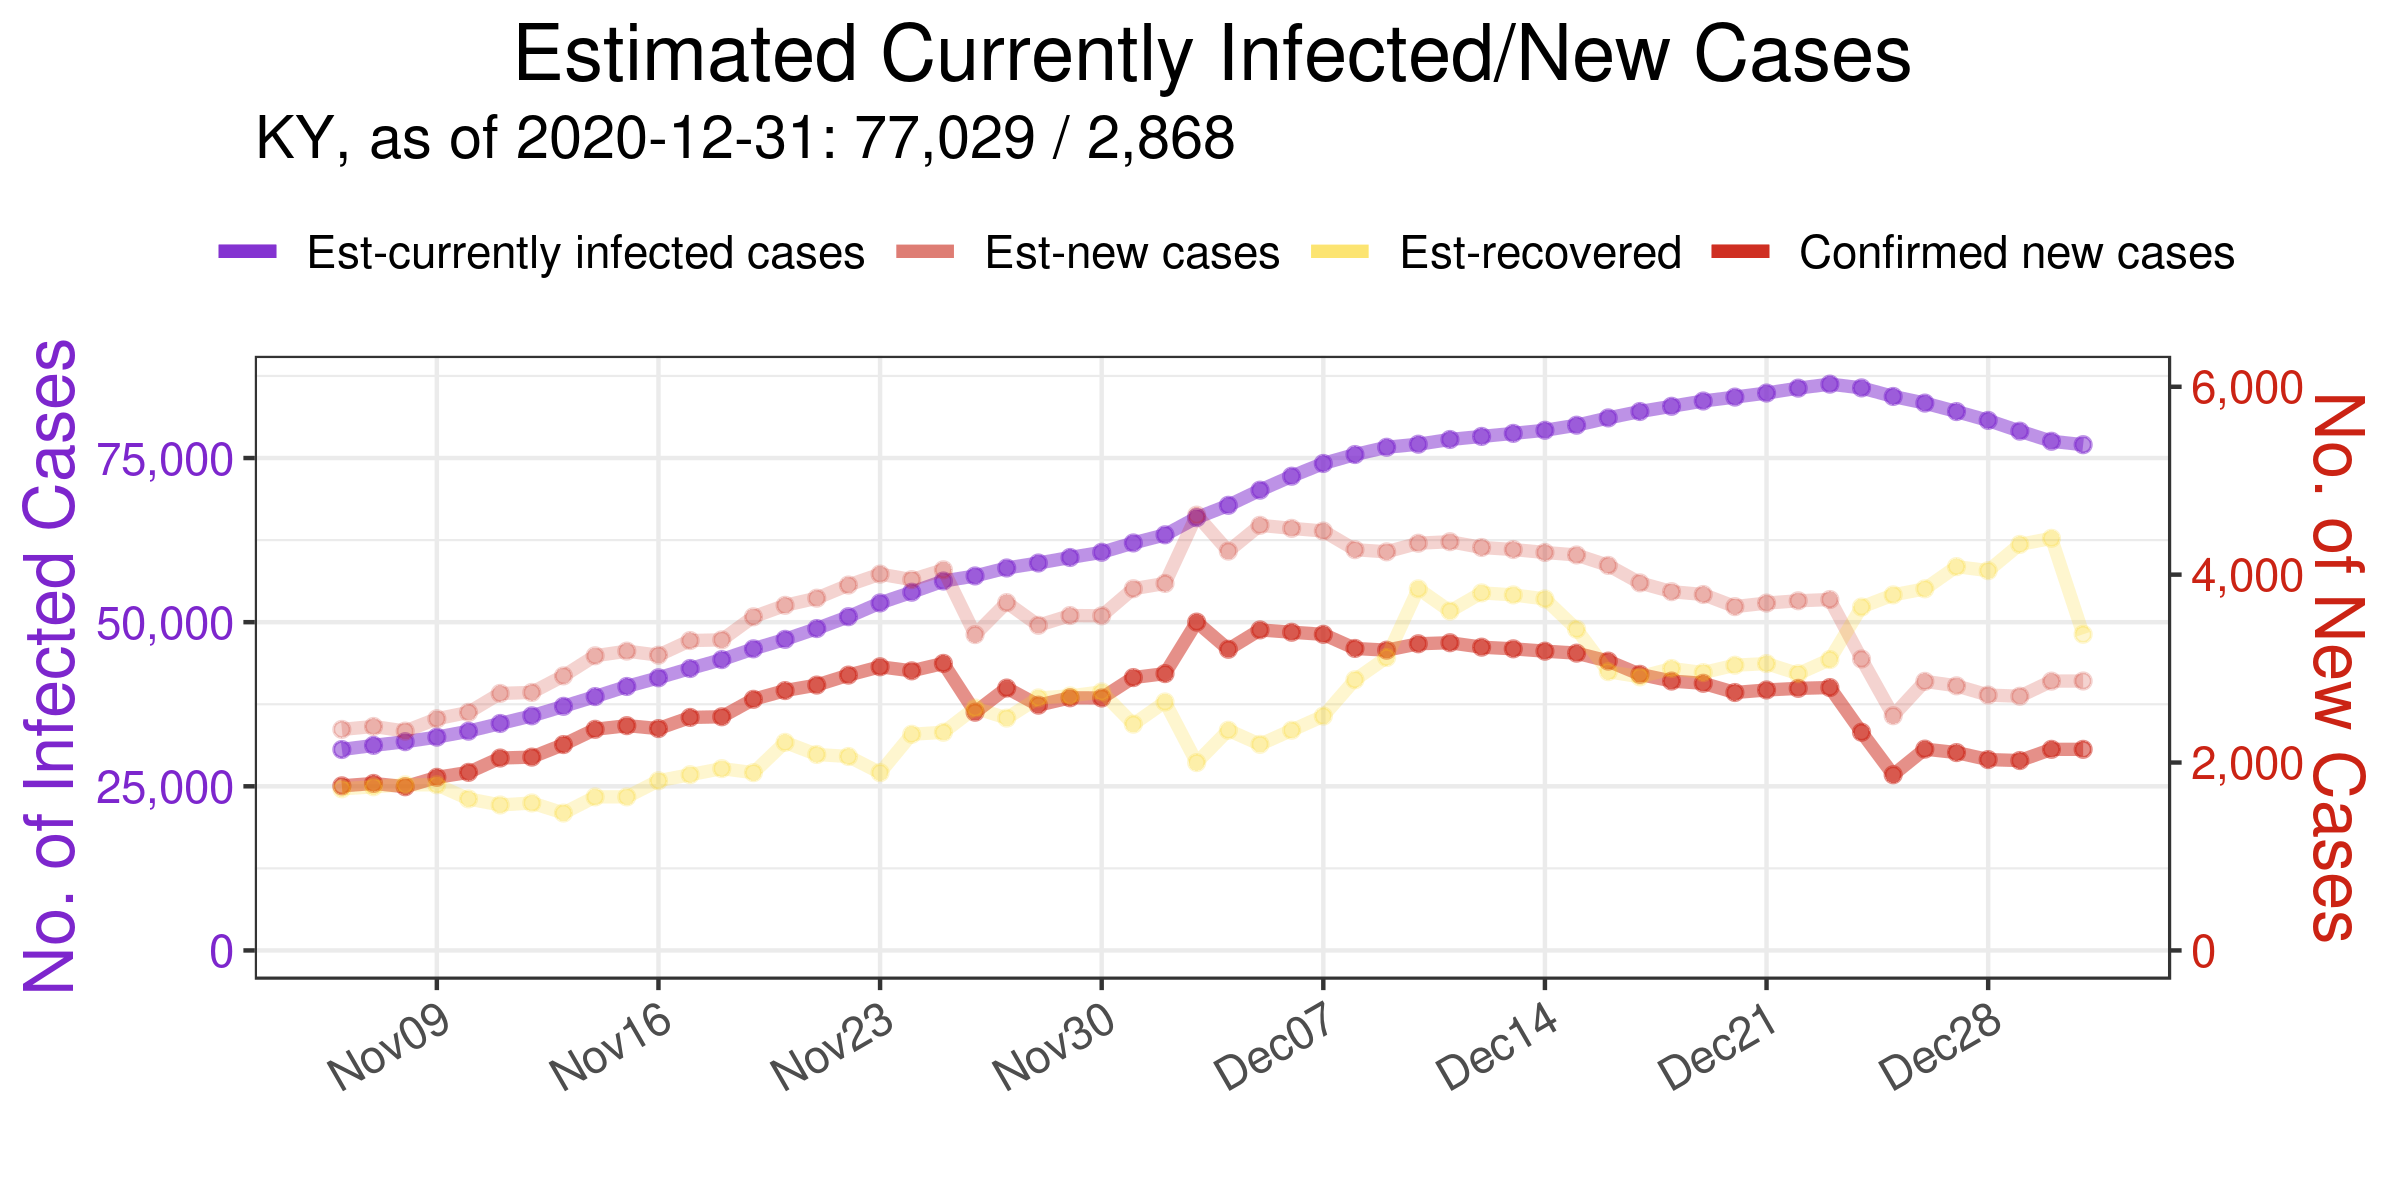 Estimated Currently Infected/New Cases
KY, as of 2020-12-31: 77,029 / 2,868
Est-currently infected cases Est-new cases Est-recovered Confirmed new cases
No. of Infected Cases
75,000
50,000
25,000
0
6,000
4,000
2,000
0
No. of New Cases
Nov09 Nov16 Nov23 Nov30 Dec07 Dec14 Dec21 Dec28